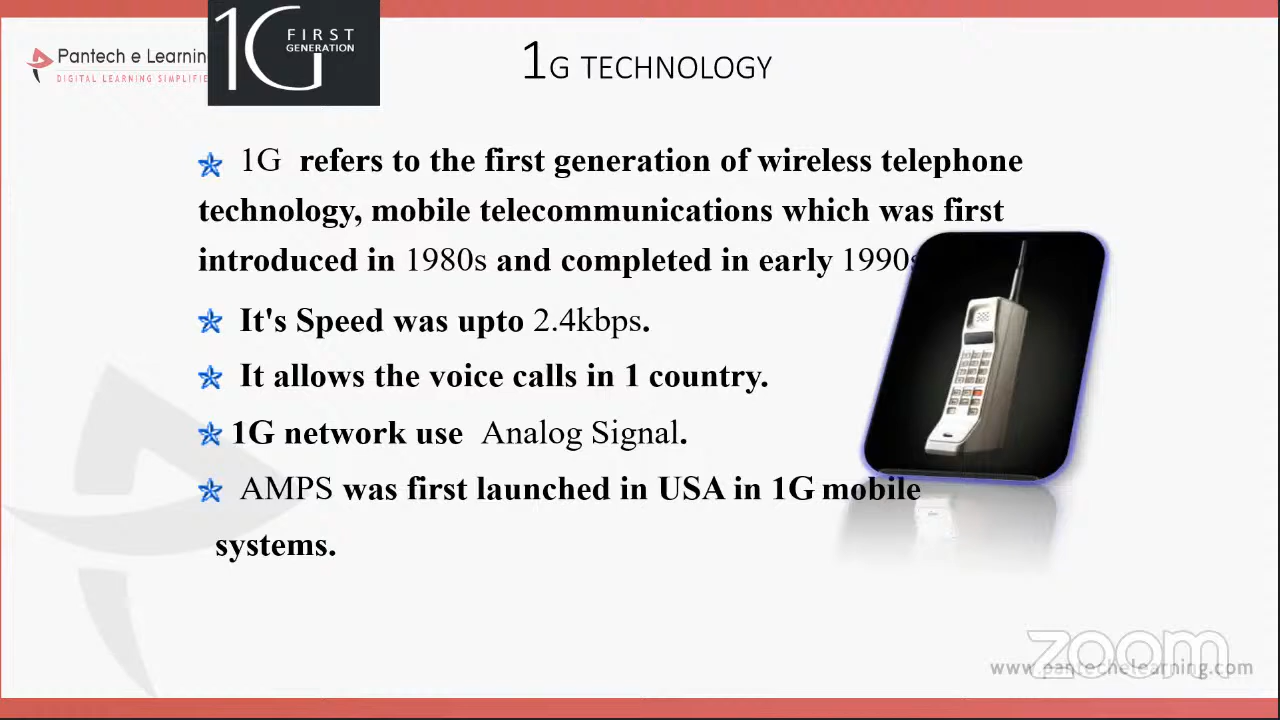 Pantech e Learnin
DIGITAL LEARNING SIMPLIFIE
1G FIRST
GENERATION
1G TECHNOLOGY
1G refers to the first generation of wireless telephone
technology, mobile telecommunications which was first
introduced in 1980s and completed in early 1990s
It's Speed was upto 2.4kbps.
It allows the voice calls in 1 country.
1G network use Analog Signal.
AMPS was first launched in USA in 1G mobile
systems.
zoom
www.pantechelearning.com